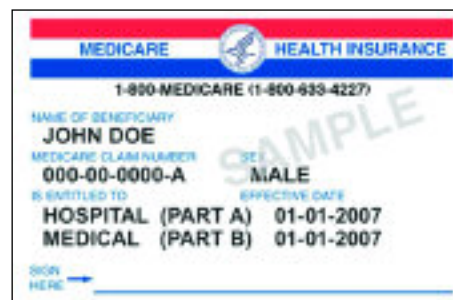 MEDICARE HEALTH INSURANCE
1-800-MEDICARE (1-800-633-4227)
NAME OF BENEFICIARY
JOHN DOE
MEDICARE CLAIM NUMBER SEX
000-00-0000-A MALE
IS ENTITLED TO EFFECTIVE DATE
HOSPITAL (PART A) 01-01-2007
MEDICAL (PART B) 01-01-2007
SIGN
HERE
SAMPLE